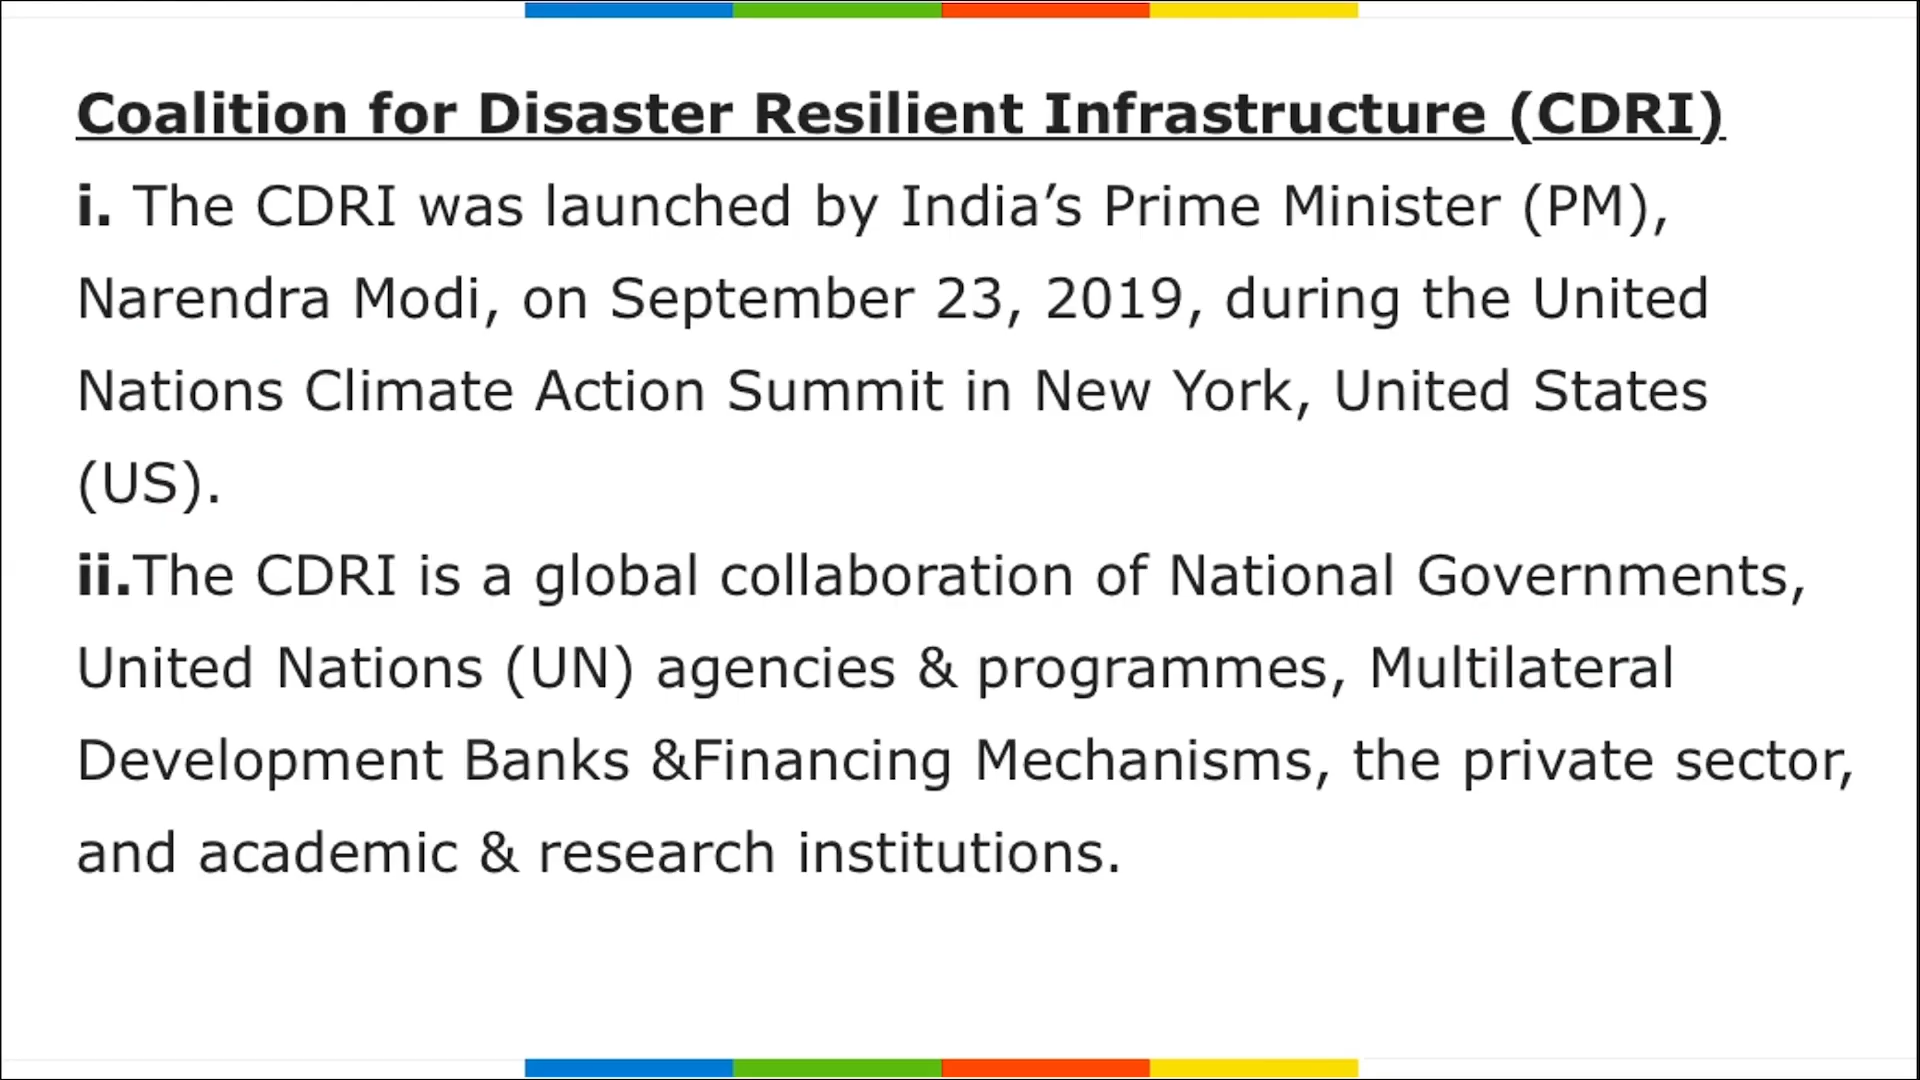 Coalition for Disaster Resilient Infrastructure (CDRI)
i. The CDRI was launched by India’s Prime Minister (PM),
Narendra Modi, on September 23, 2019, during the United
Nations Climate Action Summit in New York, United States
(US).
ii.The CDRI is a global collaboration of National Governments,
United Nations (UN) agencies & programmes, Multilateral
Development Banks &Financing Mechanisms, the private sector,
and academic & research institutions.